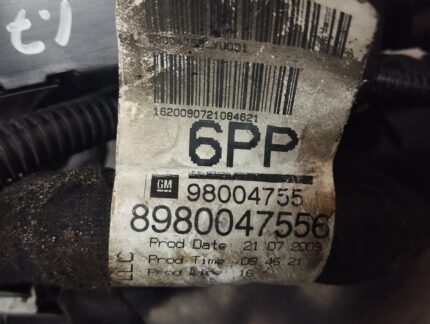 1620090721084621
6PP
GM
98004755
8980047556
Prod Date: 21 07 2009
Prod Time: 08 46 21